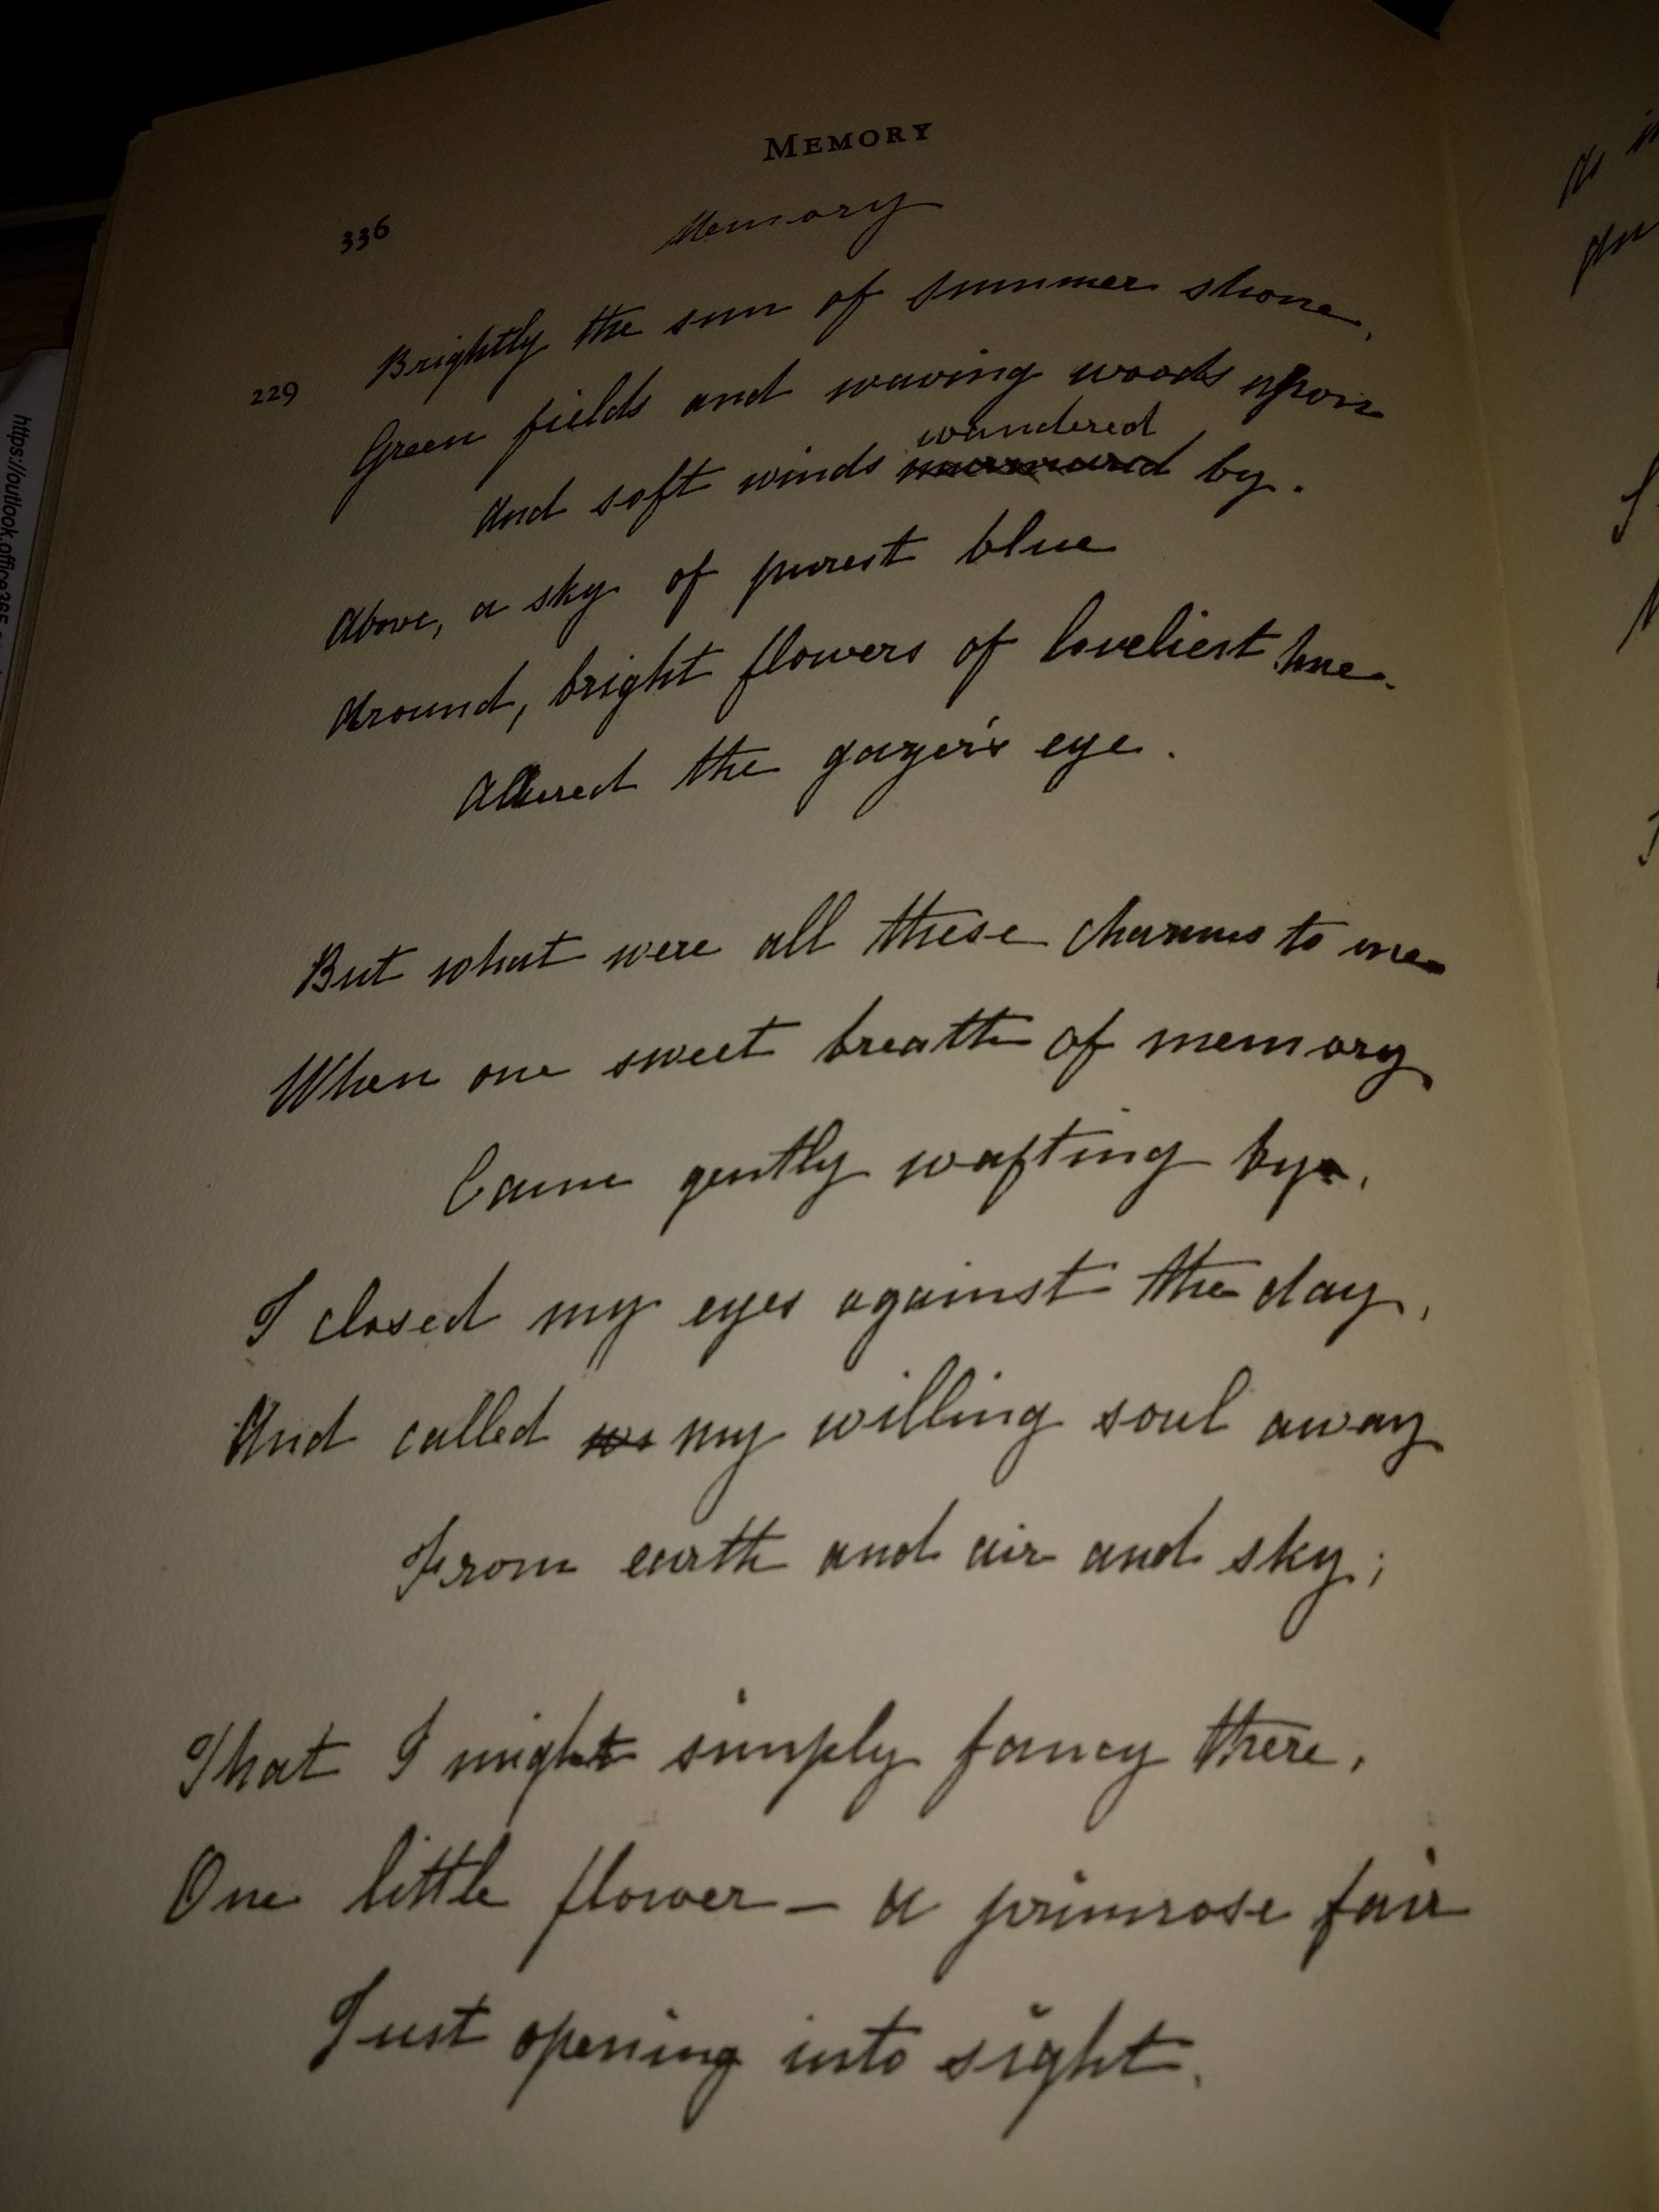 MEMORY
336
Memory
Brightly the sun of summer shone,
229
Green fields and waving woods upon
wandered
And soft winds murmured by.
Above, a sky of purest blue
Around, bright flowers of loveliest hue.
Allured the gazer's eye.
But what were all these charms to me
When one sweet breath of memory
Came gently wafting by.
I closed my eyes against the day,
And called my willing soul away
From earth and air and sky;
That I might simply fancy there,
One little flower — a primrose fair
Just opening into sight.
https://outlook.office365.